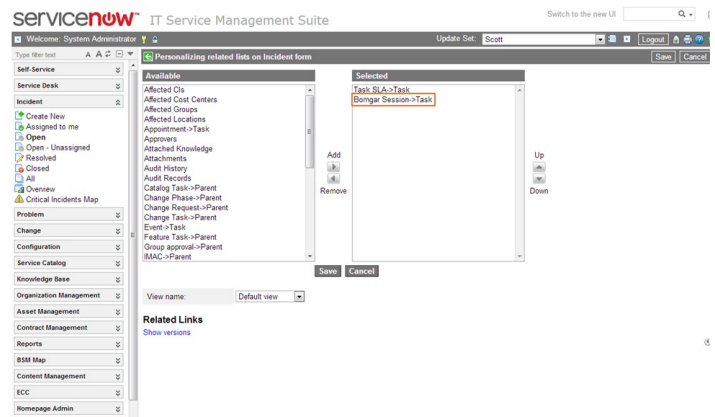 servicenow™ IT Service Management Suite
Switch to the new UI
Welcome: System Administrator
Update Set: Scott
Logout
Type filter text
A A
Personalizing related lists on Incident form
Save Cancel
Self-Service
Service Desk
Incident
Create New
Assigned to me
Open
Open - Unassigned
Resolved
Closed
All
Overview
Critical Incidents Map
Problem
Change
Configuration
Service Catalog
Knowledge Base
Organization Management
Asset Management
Contract Management
Reports
BSM Map
Content Management
ECC
Homepage Admin
Available
Affected CIs
Affected Cost Centers
Affected Groups
Affected Locations
Appointment->Task
Approvers
Attached Knowledge
Attachments
Audit History
Audit Records
Catalog Task->Parent
Change Phase->Parent
Change Request->Parent
Change Task->Parent
Event->Task
Feature Task->Parent
Group approval->Parent
IMAC->Parent
Add
Remove
Selected
Task SLA->Task
Bomgar Session->Task
Up
Down
Save Cancel
View name: Default view
Related Links
Show versions